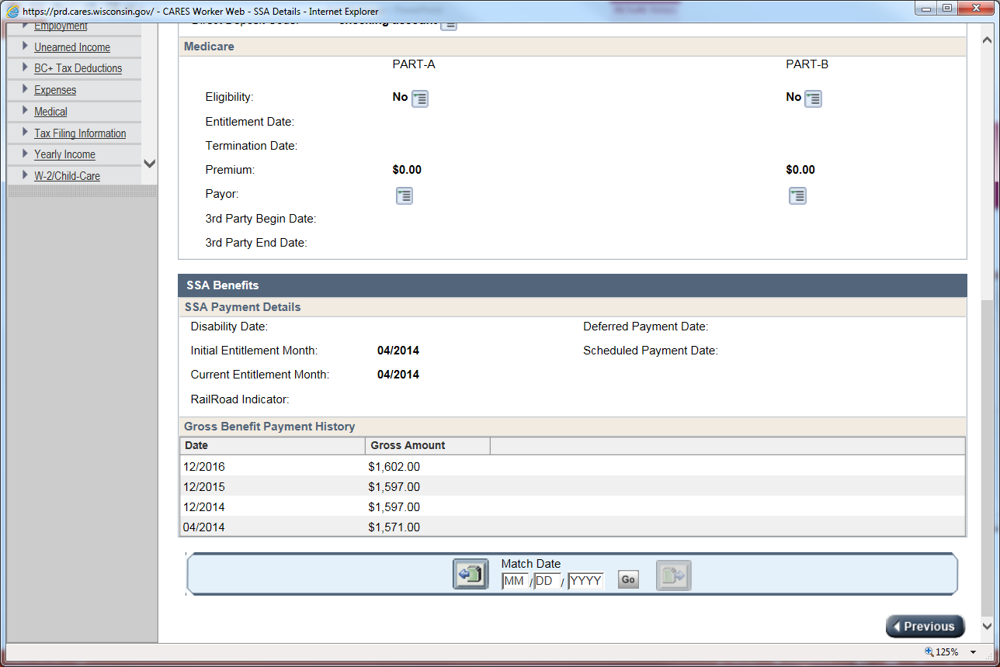 https://prd.cares.wisconsin.gov/ - CARES Worker Web - SSA Details - Internet Explorer
Employment
Unearned Income
BC+ Tax Deductions
Expenses
Medical
Tax Filing Information
Yearly Income
W-2/Child-Care
Medicare
PART-A PART-B
Eligibility: No No
Entitlement Date:
Termination Date:
Premium: $0.00 $0.00
Payor:
3rd Party Begin Date:
3rd Party End Date:
SSA Benefits
SSA Payment Details
Disability Date: Deferred Payment Date:
Initial Entitlement Month: 04/2014 Scheduled Payment Date:
Current Entitlement Month: 04/2014
RailRoad Indicator:
Gross Benefit Payment History
Date Gross Amount
12/2016 $1,602.00
12/2015 $1,597.00
12/2014 $1,597.00
04/2014 $1,571.00
Match Date
MM / DD / YYYY Go
Previous
125%